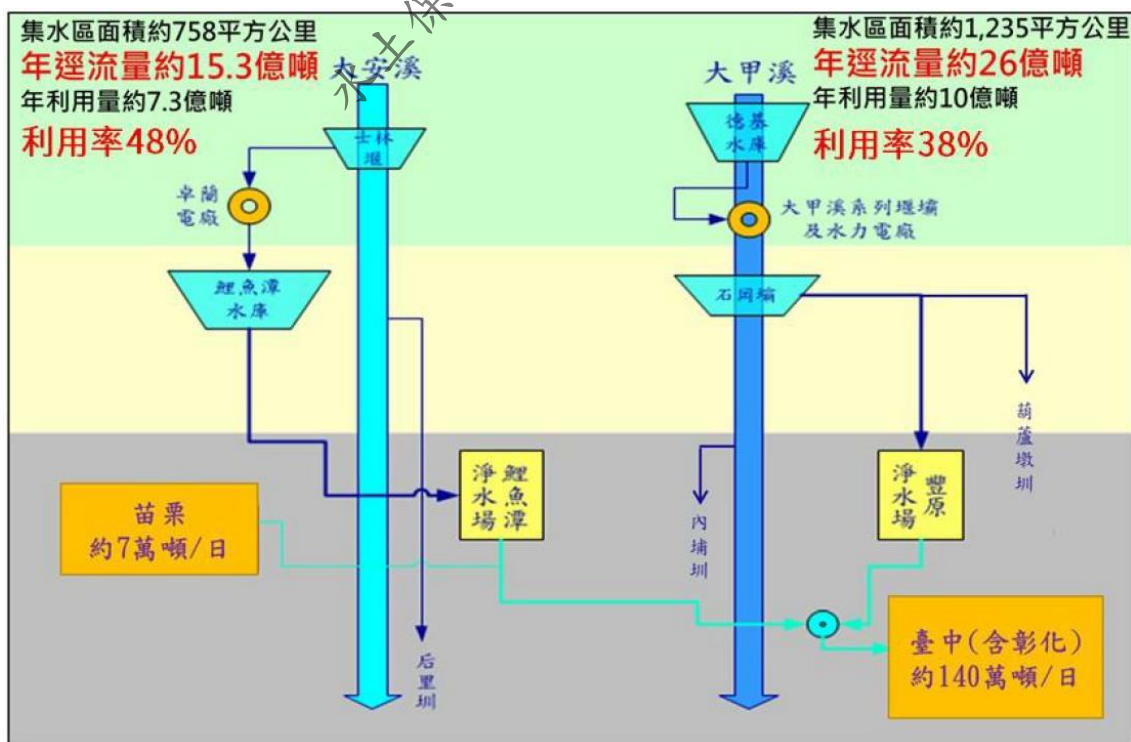 集水區面積約758平方公里
年逕流量約15.3億噸
年利用量約7.3億噸
利用率48%
水土保
大安溪
士林
堰
卓蘭
電廠
鯉魚潭
水庫
大甲溪
德基
水庫
集水區面積約1,235平方公里
年逕流量約26億噸
年利用量約10億噸
利用率38%
大甲溪系列堰壩
及水力電廠
石岡壩
葫蘆墩圳
鯉魚潭
淨水場
豐原
淨水場
內埔圳
后里圳
苗栗
約7萬噸/日
臺中(含彰化)
約140萬噸/日